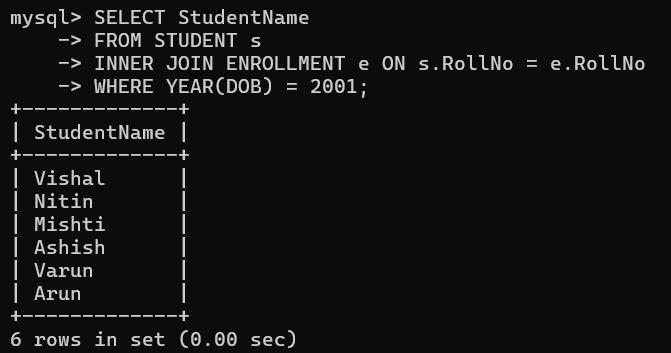 mysql> SELECT StudentName
    -> FROM STUDENT s
    -> INNER JOIN ENROLLMENT e ON s.RollNo = e.RollNo
    -> WHERE YEAR(DOB) = 2001;
+-------------+
| StudentName |
+-------------+
| Vishal      |
| Nitin       |
| Mishti      |
| Ashish      |
| Varun       |
| Arun        |
+-------------+
6 rows in set (0.00 sec)